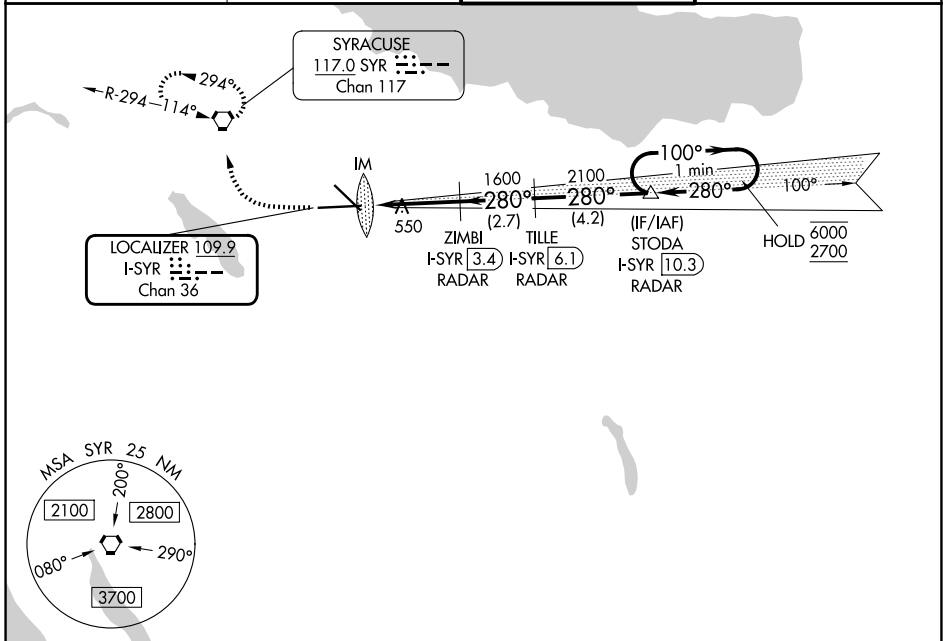 SYRACUSE
117.0 SYR
Chan 117
294°
R-294
114°
IM
100°
1 min
1600
2100
280°
280°
280°
100°
(2.7)
(4.2)
550
ZIMBI
I-SYR 3.4
RADAR
TILLE
I-SYR 6.1
RADAR
(IF/IAF)
STODA
I-SYR 10.3
RADAR
HOLD 6000
2700
LOCALIZER 109.9
I-SYR
Chan 36
MSA SYR 25 NM
200°
2100
2800
080°
290°
3700